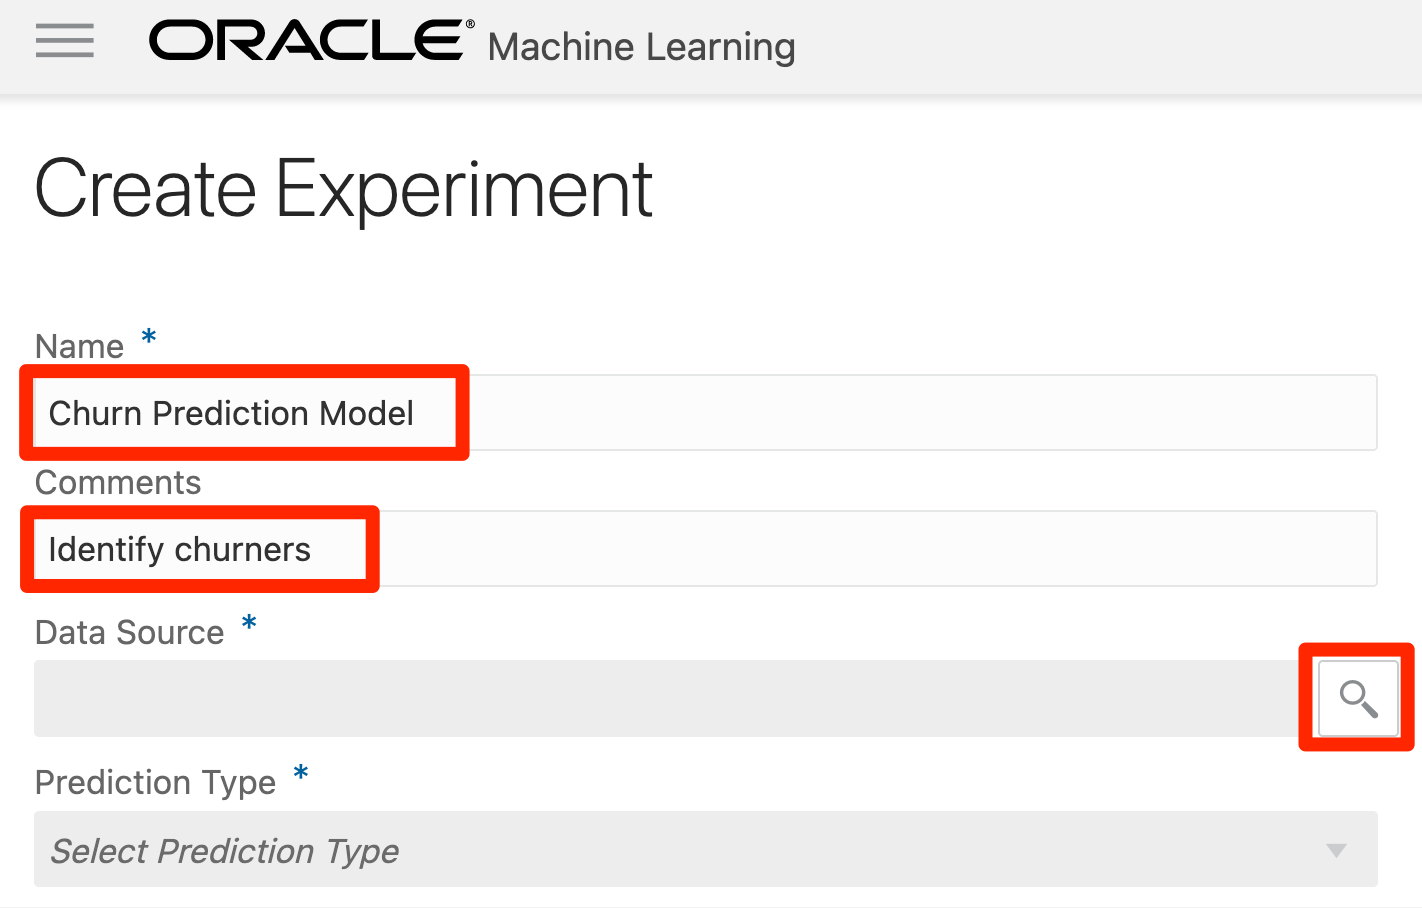 ORACLE® Machine Learning
Create Experiment
Name *
Churn Prediction Model
Comments
Identify churners
Data Source *
Prediction Type *
Select Prediction Type